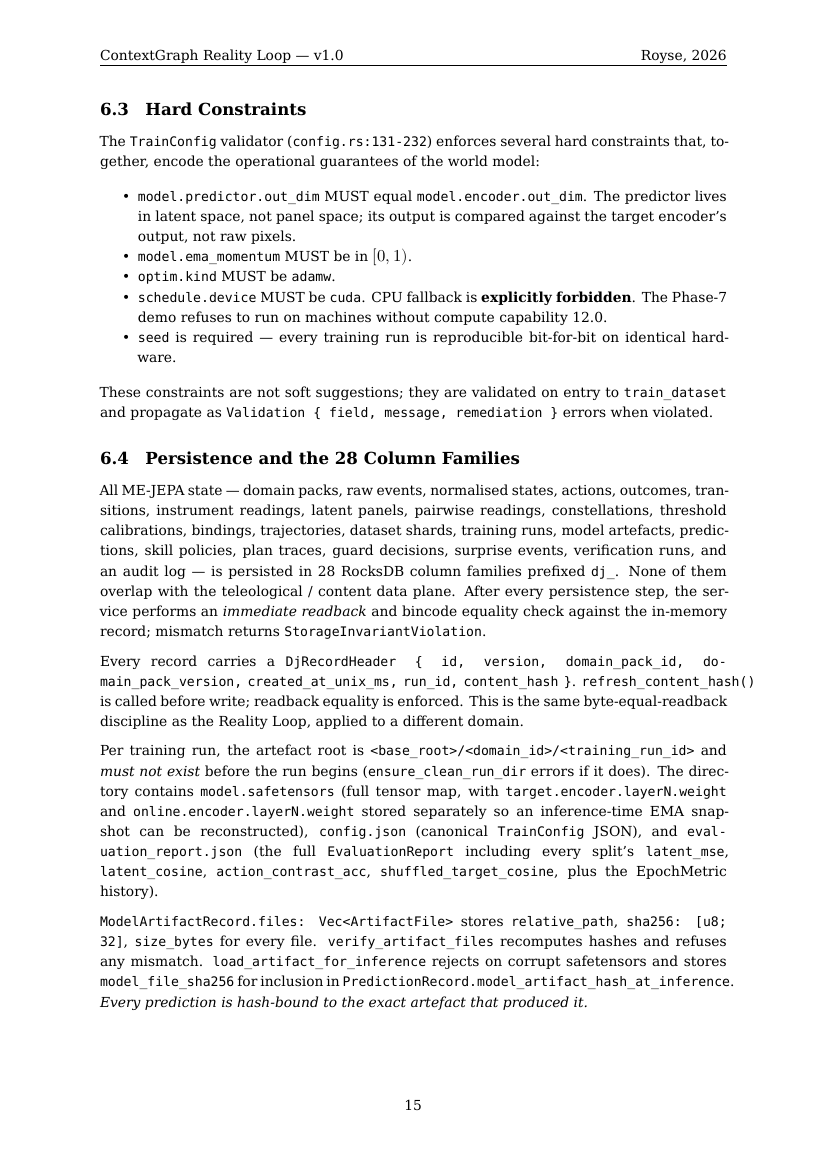 ContextGraph Reality Loop — v1.0 Royse, 2026
6.3 Hard Constraints
The TrainConfig validator (config.rs:131-232) enforces several hard constraints that, to-
gether, encode the operational guarantees of the world model:
• model.predictor.out_dim MUST equal model.encoder.out_dim. The predictor lives
in latent space, not panel space; its output is compared against the target encoder’s
output, not raw pixels.
• model.ema_momentum MUST be in [0, 1).
• optim.kind MUST be adamw.
• schedule.device MUST be cuda. CPU fallback is explicitly forbidden. The Phase-7
demo refuses to run on machines without compute capability 12.0.
• seed is required — every training run is reproducible bit-for-bit on identical hard-
ware.
These constraints are not soft suggestions; they are validated on entry to train_dataset
and propagate as Validation { field, message, remediation } errors when violated.
6.4 Persistence and the 28 Column Families
All ME-JEPA state — domain packs, raw events, normalised states, actions, outcomes, tran-
sitions, instrument readings, latent panels, pairwise readings, constellations, threshold
calibrations, bindings, trajectories, dataset shards, training runs, model artefacts, predic-
tions, skill policies, plan traces, guard decisions, surprise events, verification runs, and
an audit log — is persisted in 28 RocksDB column families prefixed dj_. None of them
overlap with the teleological / content data plane. After every persistence step, the ser-
vice performs an immediate readback and bincode equality check against the in-memory
record; mismatch returns StorageInvariantViolation.
Every record carries a DjRecordHeader { id, version, domain_pack_id, do-
main_pack_version, created_at_unix_ms, run_id, content_hash }. refresh_content_hash()
is called before write; readback equality is enforced. This is the same byte-equal-readback
discipline as the Reality Loop, applied to a different domain.
Per training run, the artefact root is <base_root>/<domain_id>/<training_run_id> and
must not exist before the run begins (ensure_clean_run_dir errors if it does). The direc-
tory contains model.safetensors (full tensor map, with target.encoder.layerN.weight
and online.encoder.layerN.weight stored separately so an inference-time EMA snap-
shot can be reconstructed), config.json (canonical TrainConfig JSON), and eval-
uation_report.json (the full EvaluationReport including every split’s latent_mse,
latent_cosine, action_contrast_acc, shuffled_target_cosine, plus the EpochMetric
history).
ModelArtifactRecord.files: Vec<ArtifactFile> stores relative_path, sha256: [u8;
32], size_bytes for every file. verify_artifact_files recomputes hashes and refuses
any mismatch. load_artifact_for_inference rejects on corrupt safetensors and stores
model_file_sha256 for inclusion in PredictionRecord.model_artifact_hash_at_inference.
Every prediction is hash-bound to the exact artefact that produced it.
15